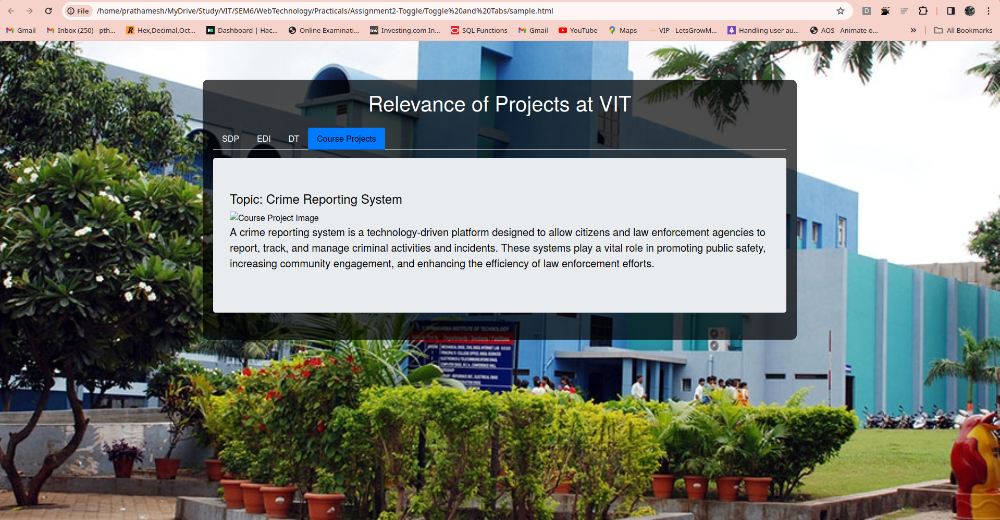 File /home/prathamesh/MyDrive/Study/VIT/SEM6/WebTechnology/Practicals/Assignment2-Toggle/Toggle%20and%20Tabs/sample.html D
Gmail Inbox (250) - pth... Hex,Decimal,Oct... Dashboard | Hac... Online Examinati... Inv Investing.com In... SQL Functions Gmail YouTube Maps VIP - LetsGrowM... Handling user au... AOS - Animate o... » All Bookmarks
Relevance of Projects at VIT
SDP EDI DT Course Projects
Topic: Crime Reporting System
Course Project Image
A crime reporting system is a technology-driven platform designed to allow citizens and law enforcement agencies to
report, track, and manage criminal activities and incidents. These systems play a vital role in promoting public safety,
increasing community engagement, and enhancing the efficiency of law enforcement efforts.
INSTITUTE OF TECHNOLOGY